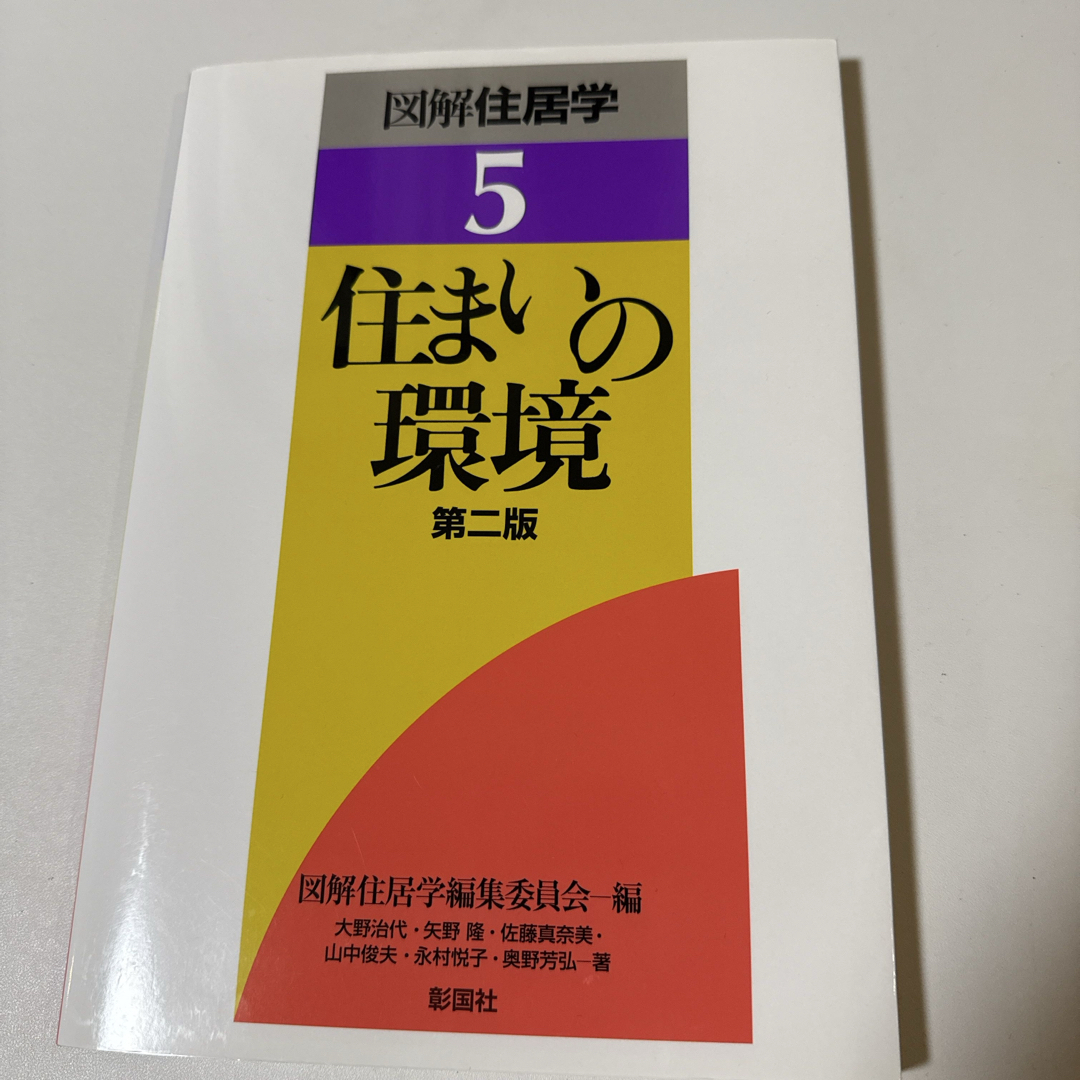 図解住居学
5
住まいの
環境
第二版
図解住居学編集委員会―編
大野治代・矢野 隆・佐藤真奈美・
山中俊夫・永村悦子・奥野芳弘―著
彰国社